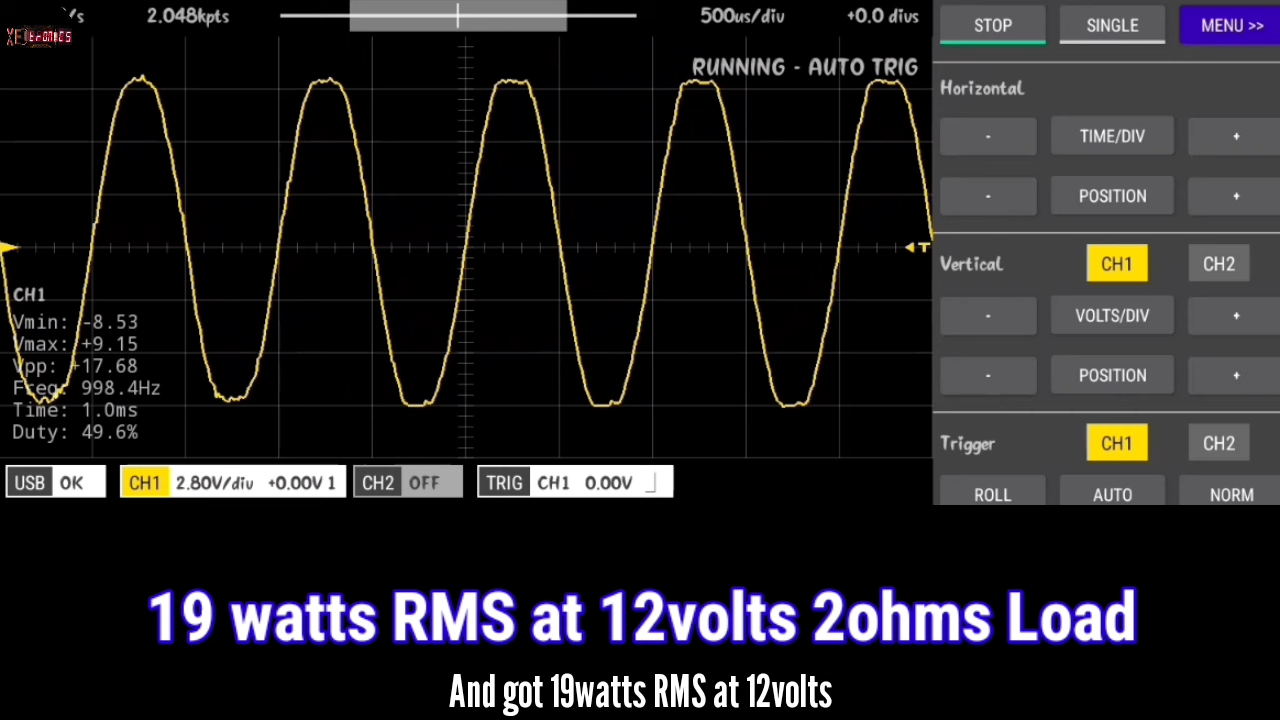 2.048kpts
500us/div
+0.0 divs
STOP
SINGLE
MENU >>
RUNNING - AUTO TRIG
Horizontal
- TIME/DIV +
- POSITION +
Vertical CH1 CH2
- VOLTS/DIV +
- POSITION +
Trigger CH1 CH2
ROLL AUTO NORM
CH1
Vmin: -8.53
Vmax: +9.15
Vpp: +17.68
Freq: 998.4Hz
Time: 1.0ms
Duty: 49.6%
USB OK
CH1 2.80V/div +0.00V 1
CH2 OFF
TRIG CH1 0.00V
T
19 watts RMS at 12volts 2ohms Load
And got 19watts RMS at 12volts